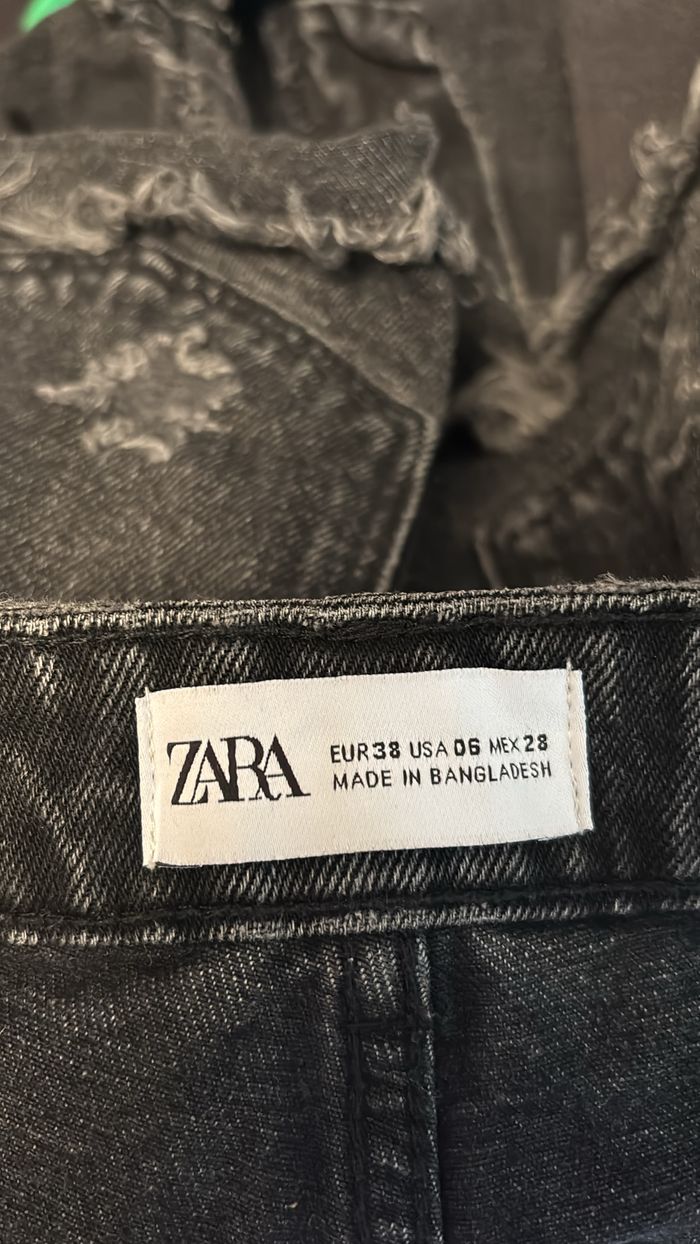 ZARA
EUR 38 USA 06 MEX 28
MADE IN BANGLADESH